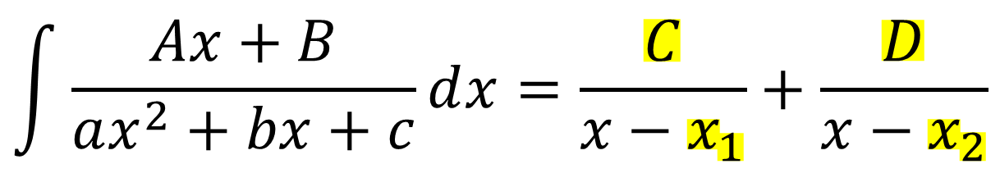 ∫ (Ax + B)/(ax² + bx + c) dx = C/(x − x₁) + D/(x − x₂)